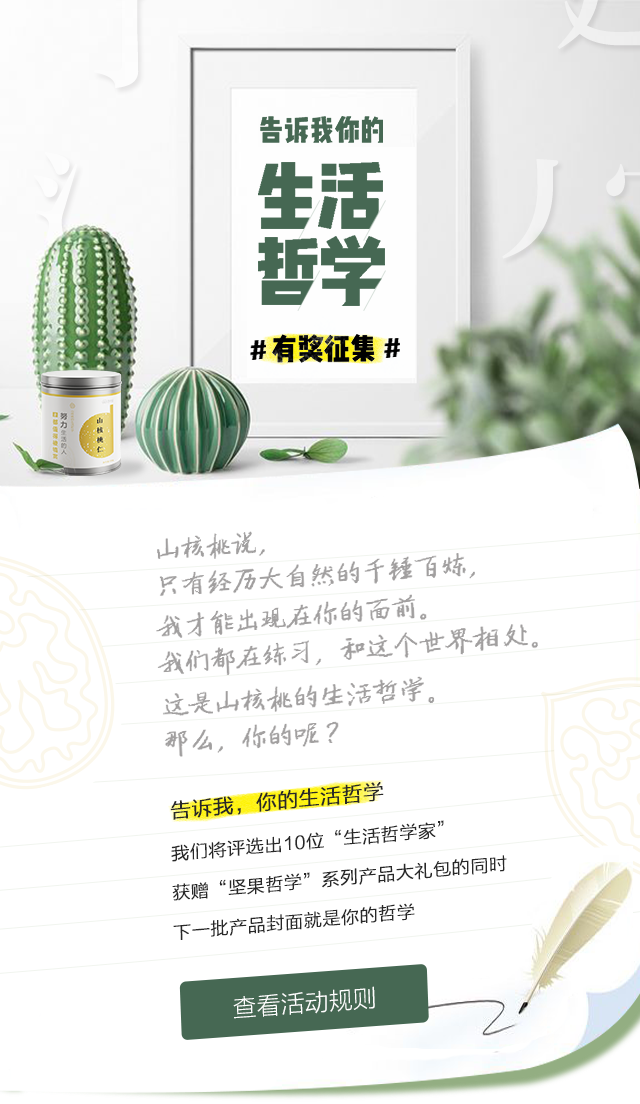 告诉我你的
生活
哲学
#有奖征集#
山核桃仁
努力
生活的人
山核桃说，
只有经历大自然的千锤百炼，
我才能出现在你的面前。
我们都在练习，和这个世界相处。
这是山核桃的生活哲学。
那么，你的呢？
告诉我，你的生活哲学
我们将评选出10位“生活哲学家”
获赠“坚果哲学”系列产品大礼包的同时
下一批产品封面就是你的哲学
查看活动规则